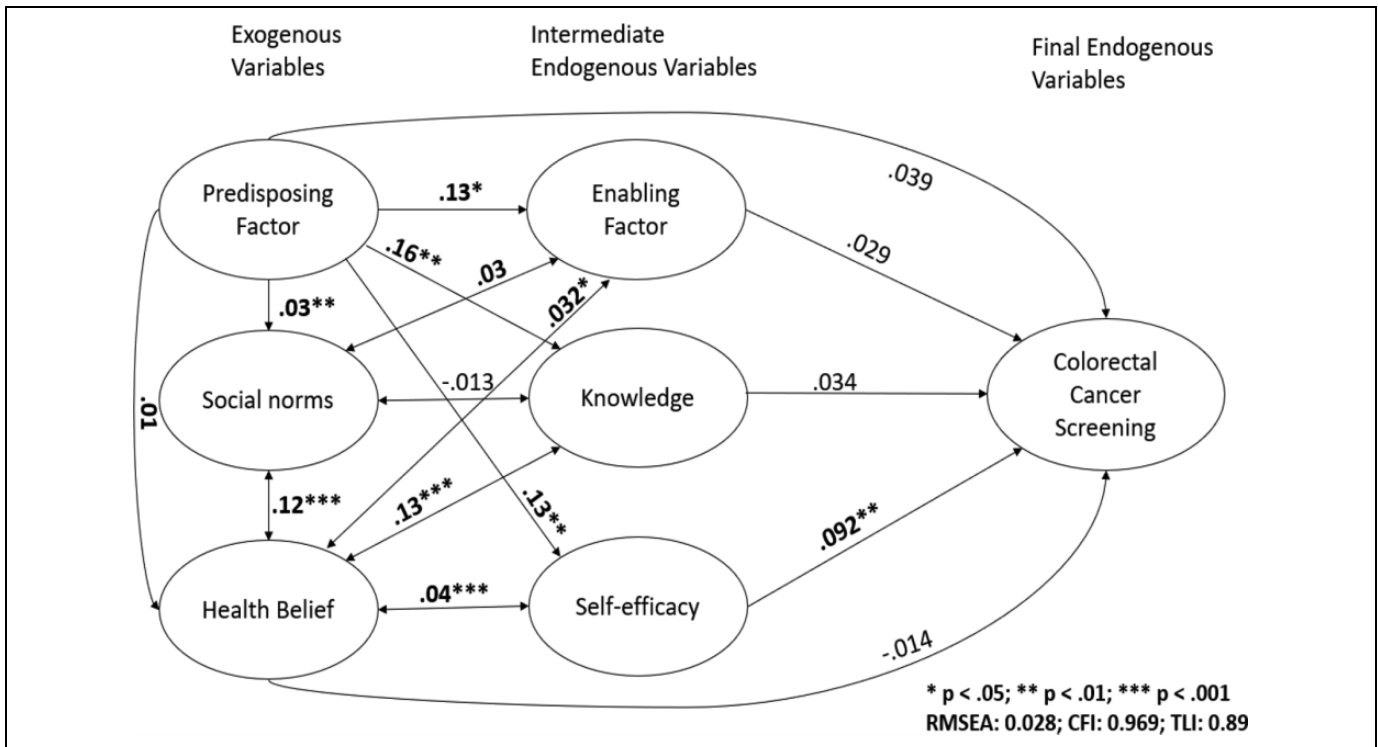 Exogenous
Variables
Intermediate
Endogenous Variables
Final Endogenous
Variables
Predisposing
Factor
.13*
Enabling
Factor
.039
.029
.16**
.03
.032*
.03**
Social norms
-.013
Knowledge
.034
Colorectal
Cancer
Screening
.01
.12***
.13***
.13**
.092**
Health Belief
.04***
Self-efficacy
-.014
* p < .05; ** p < .01; *** p < .001
RMSEA: 0.028; CFI: 0.969; TLI: 0.89